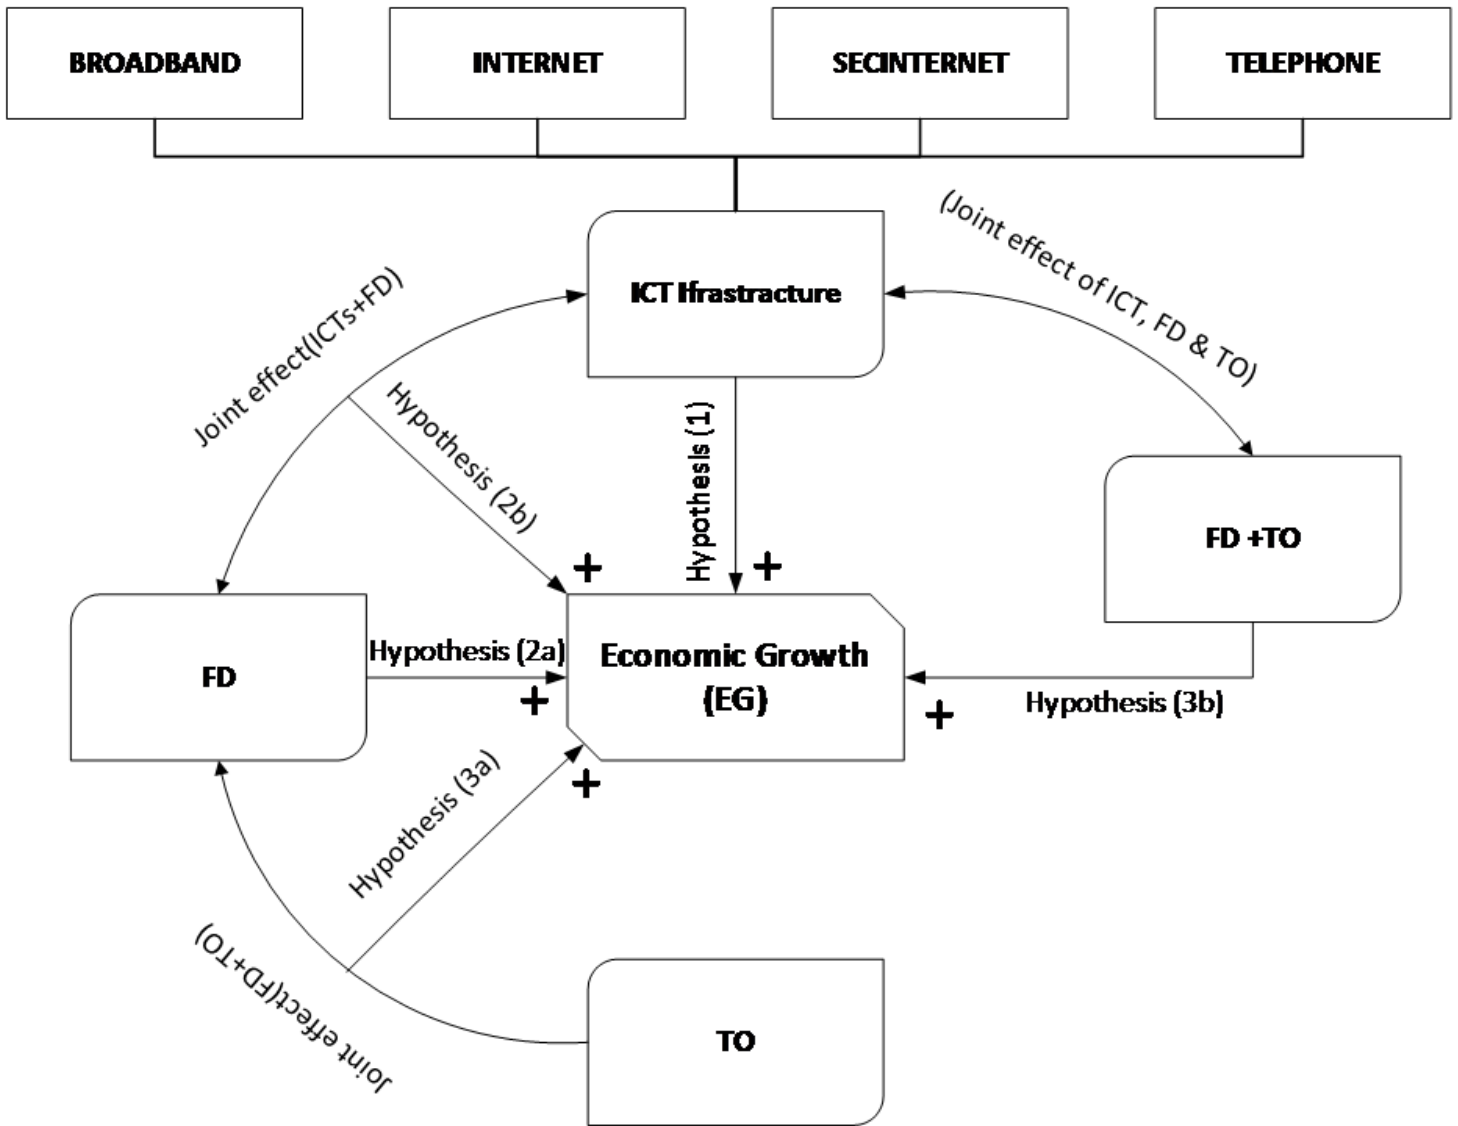 BROADBAND
INTERNET
SECINTERNET
TELEPHONE
ICT Ifrastracture
(Joint effect of ICT, FD & TO)
Joint effect(ICTs+FD)
Hypothesis (2b)
Hypothesis (1)
+
+
FD +TO
FD
Hypothesis (2a)
+
Economic Growth
(EG)
+
Hypothesis (3b)
Hypothesis (3a)
+
Joint effect(FD+TO)
TO